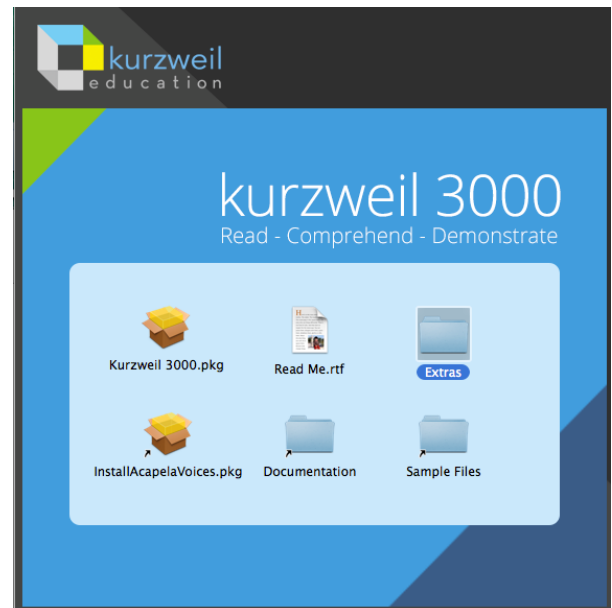 kurzweil
education
kurzweil 3000
Read - Comprehend - Demonstrate
Kurzweil 3000.pkg
Read Me.rtf
Extras
InstallAcapelaVoices.pkg
Documentation
Sample Files